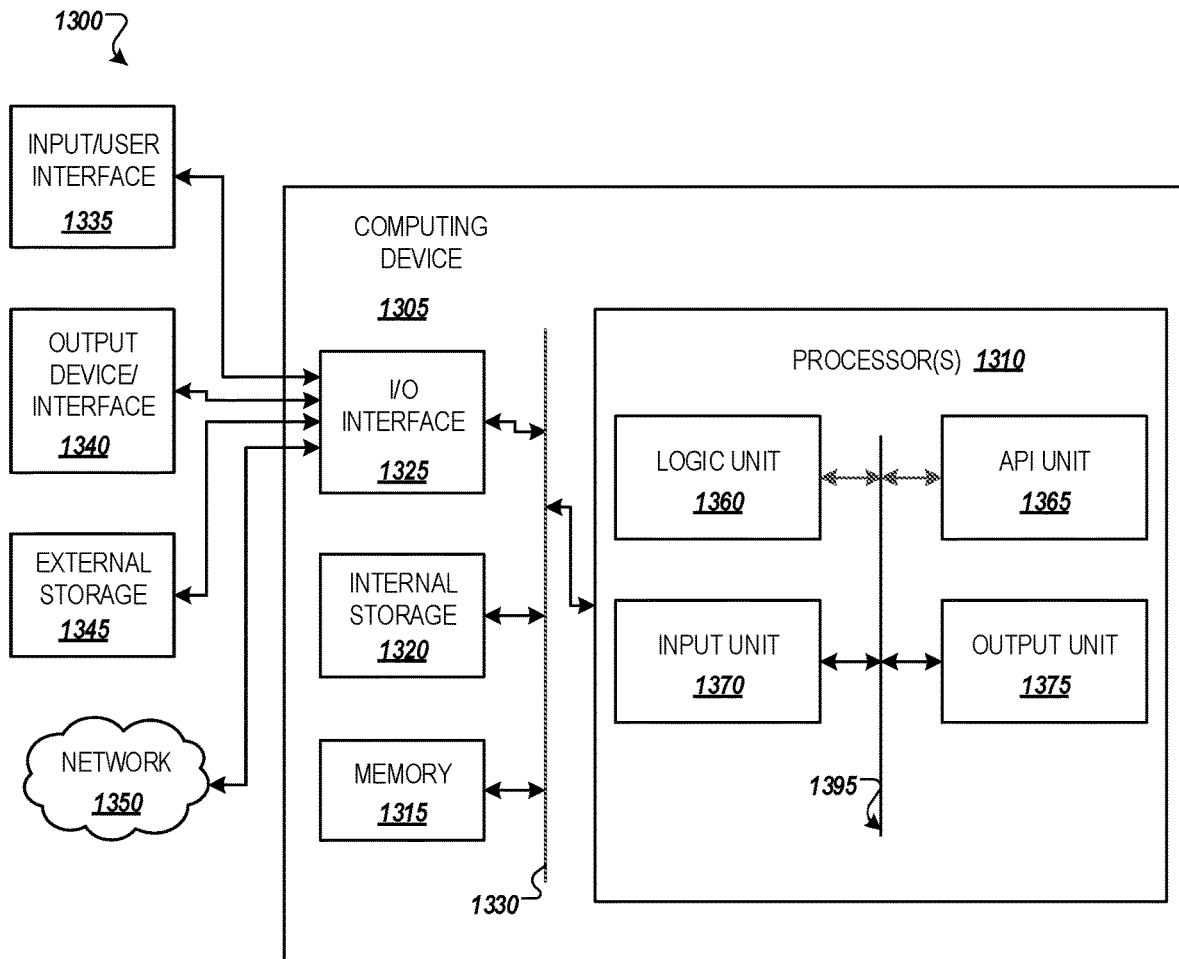 1300
INPUT/USER
INTERFACE
1335
OUTPUT
DEVICE/
INTERFACE
1340
EXTERNAL
STORAGE
1345
NETWORK
1350
COMPUTING
DEVICE
1305
I/O
INTERFACE
1325
INTERNAL
STORAGE
1320
MEMORY
1315
1330
PROCESSOR(S) 1310
LOGIC UNIT
1360
API UNIT
1365
INPUT UNIT
1370
OUTPUT UNIT
1375
1395